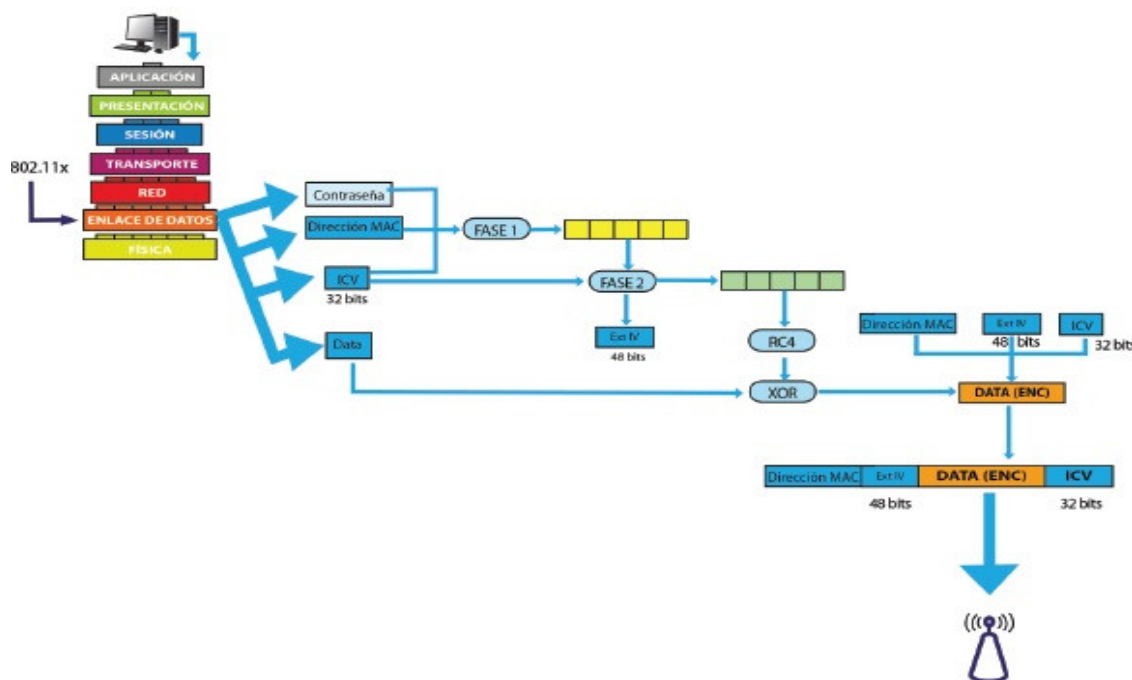 APLICACIÓN
PRESENTACIÓN
SESIÓN
802.11x
TRANSPORTE
RED
ENLACE DE DATOS
FÍSICA
Contraseña
Dirección MAC
FASE 1
ICV
32 bits
FASE 2
Ext IV
48 bits
Data
RC4
XOR
Dirección MAC
Ext IV
48 bits
ICV
32 bits
DATA (ENC)
Dirección MAC
Ext IV
DATA (ENC)
ICV
48 bits
32 bits